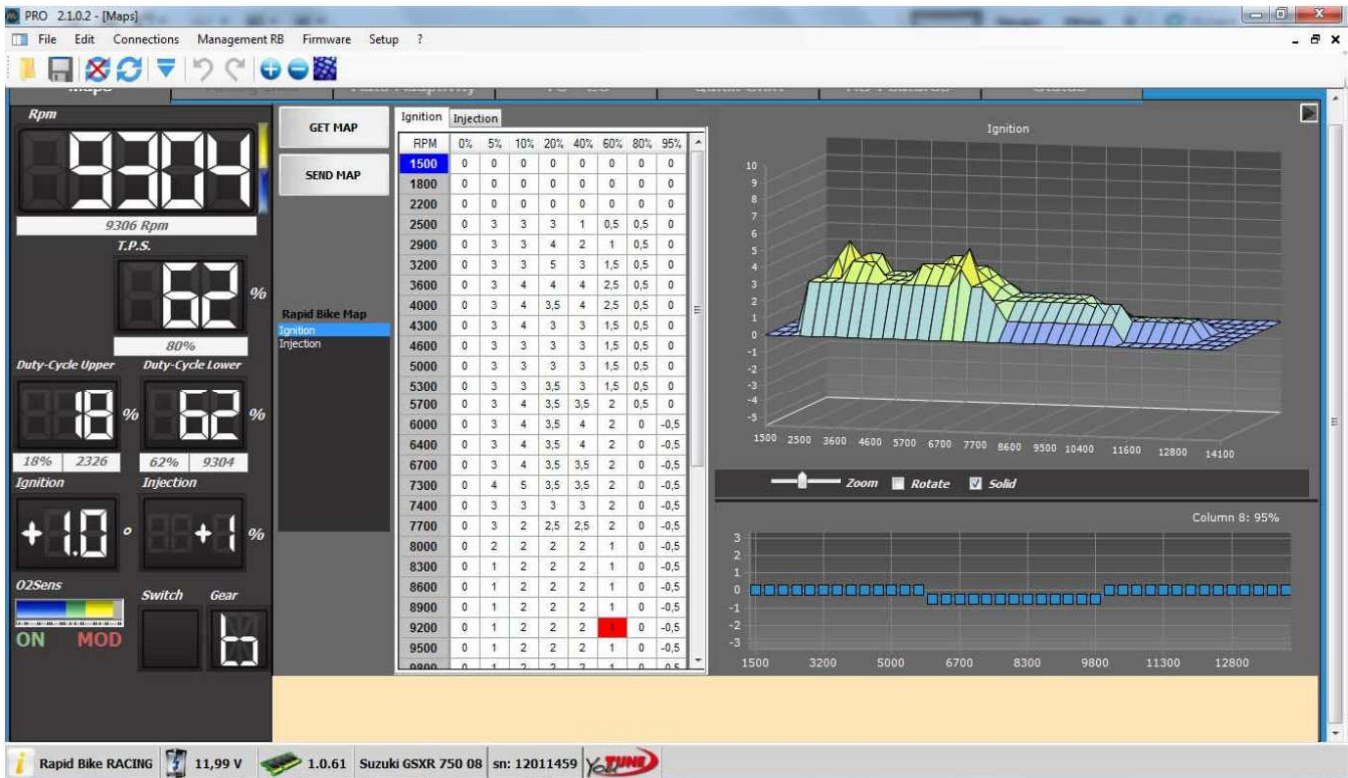 PRO 2.1.0.2 - [Maps]
File Edit Connections Management RB Firmware Setup ?
Rpm
9304
9306 Rpm
T.P.S.
62 %
80%
Duty-Cycle Upper Duty-Cycle Lower
18 % 62 %
18% 2326 62% 9304
Ignition Injection
+1.0 ° +1 %
O2Sens Switch Gear
ON MOD
6
GET MAP
SEND MAP
Rapid Bike Map
Ignition
Injection
Ignition Injection
RPM 0% 5% 10% 20% 40% 60% 80% 95%
1500 0 0 0 0 0 0 0 0
1800 0 0 0 0 0 0 0 0
2200 0 0 0 0 0 0 0 0
2500 0 3 3 3 1 0,5 0,5 0
2900 0 3 3 4 2 1 0,5 0
3200 0 3 3 5 3 1,5 0,5 0
3600 0 3 4 4 4 2,5 0,5 0
4000 0 3 4 3,5 4 2,5 0,5 0
4300 0 3 4 3 3 1,5 0,5 0
4600 0 3 3 3 3 1,5 0,5 0
5000 0 3 3 3 3 1,5 0,5 0
5300 0 3 3 3,5 3 1,5 0,5 0
5700 0 3 4 3,5 3,5 2 0,5 0
6000 0 3 4 3,5 4 2 0 -0,5
6400 0 3 4 3,5 4 2 0 -0,5
6700 0 3 4 3,5 3,5 2 0 -0,5
7300 0 4 5 3,5 3,5 2 0 -0,5
7400 0 3 3 3 3 2 0 -0,5
7700 0 3 2 2,5 2,5 2 0 -0,5
8000 0 2 2 2 2 1 0 -0,5
8300 0 1 2 2 2 1 0 -0,5
8600 0 1 2 2 2 1 0 -0,5
8900 0 1 2 2 2 1 0 -0,5
9200 0 1 2 2 2 1 0 -0,5
9500 0 1 2 2 2 1 0 -0,5
Ignition
10
9
8
7
6
5
4
3
2
1
0
-1
-2
-3
-4
-5
1500 2500 3600 4600 5700 6700 7700 8600 9500 10400 11600 12800 14100
Zoom Rotate Solid
Column 8: 95%
3
2
1
0
-1
-2
-3
1500 3200 5000 6700 8300 9800 11300 12800
Rapid Bike RACING 11,99 V 1.0.61 Suzuki GSXR 750 08 sn: 12011459 YouTUNE